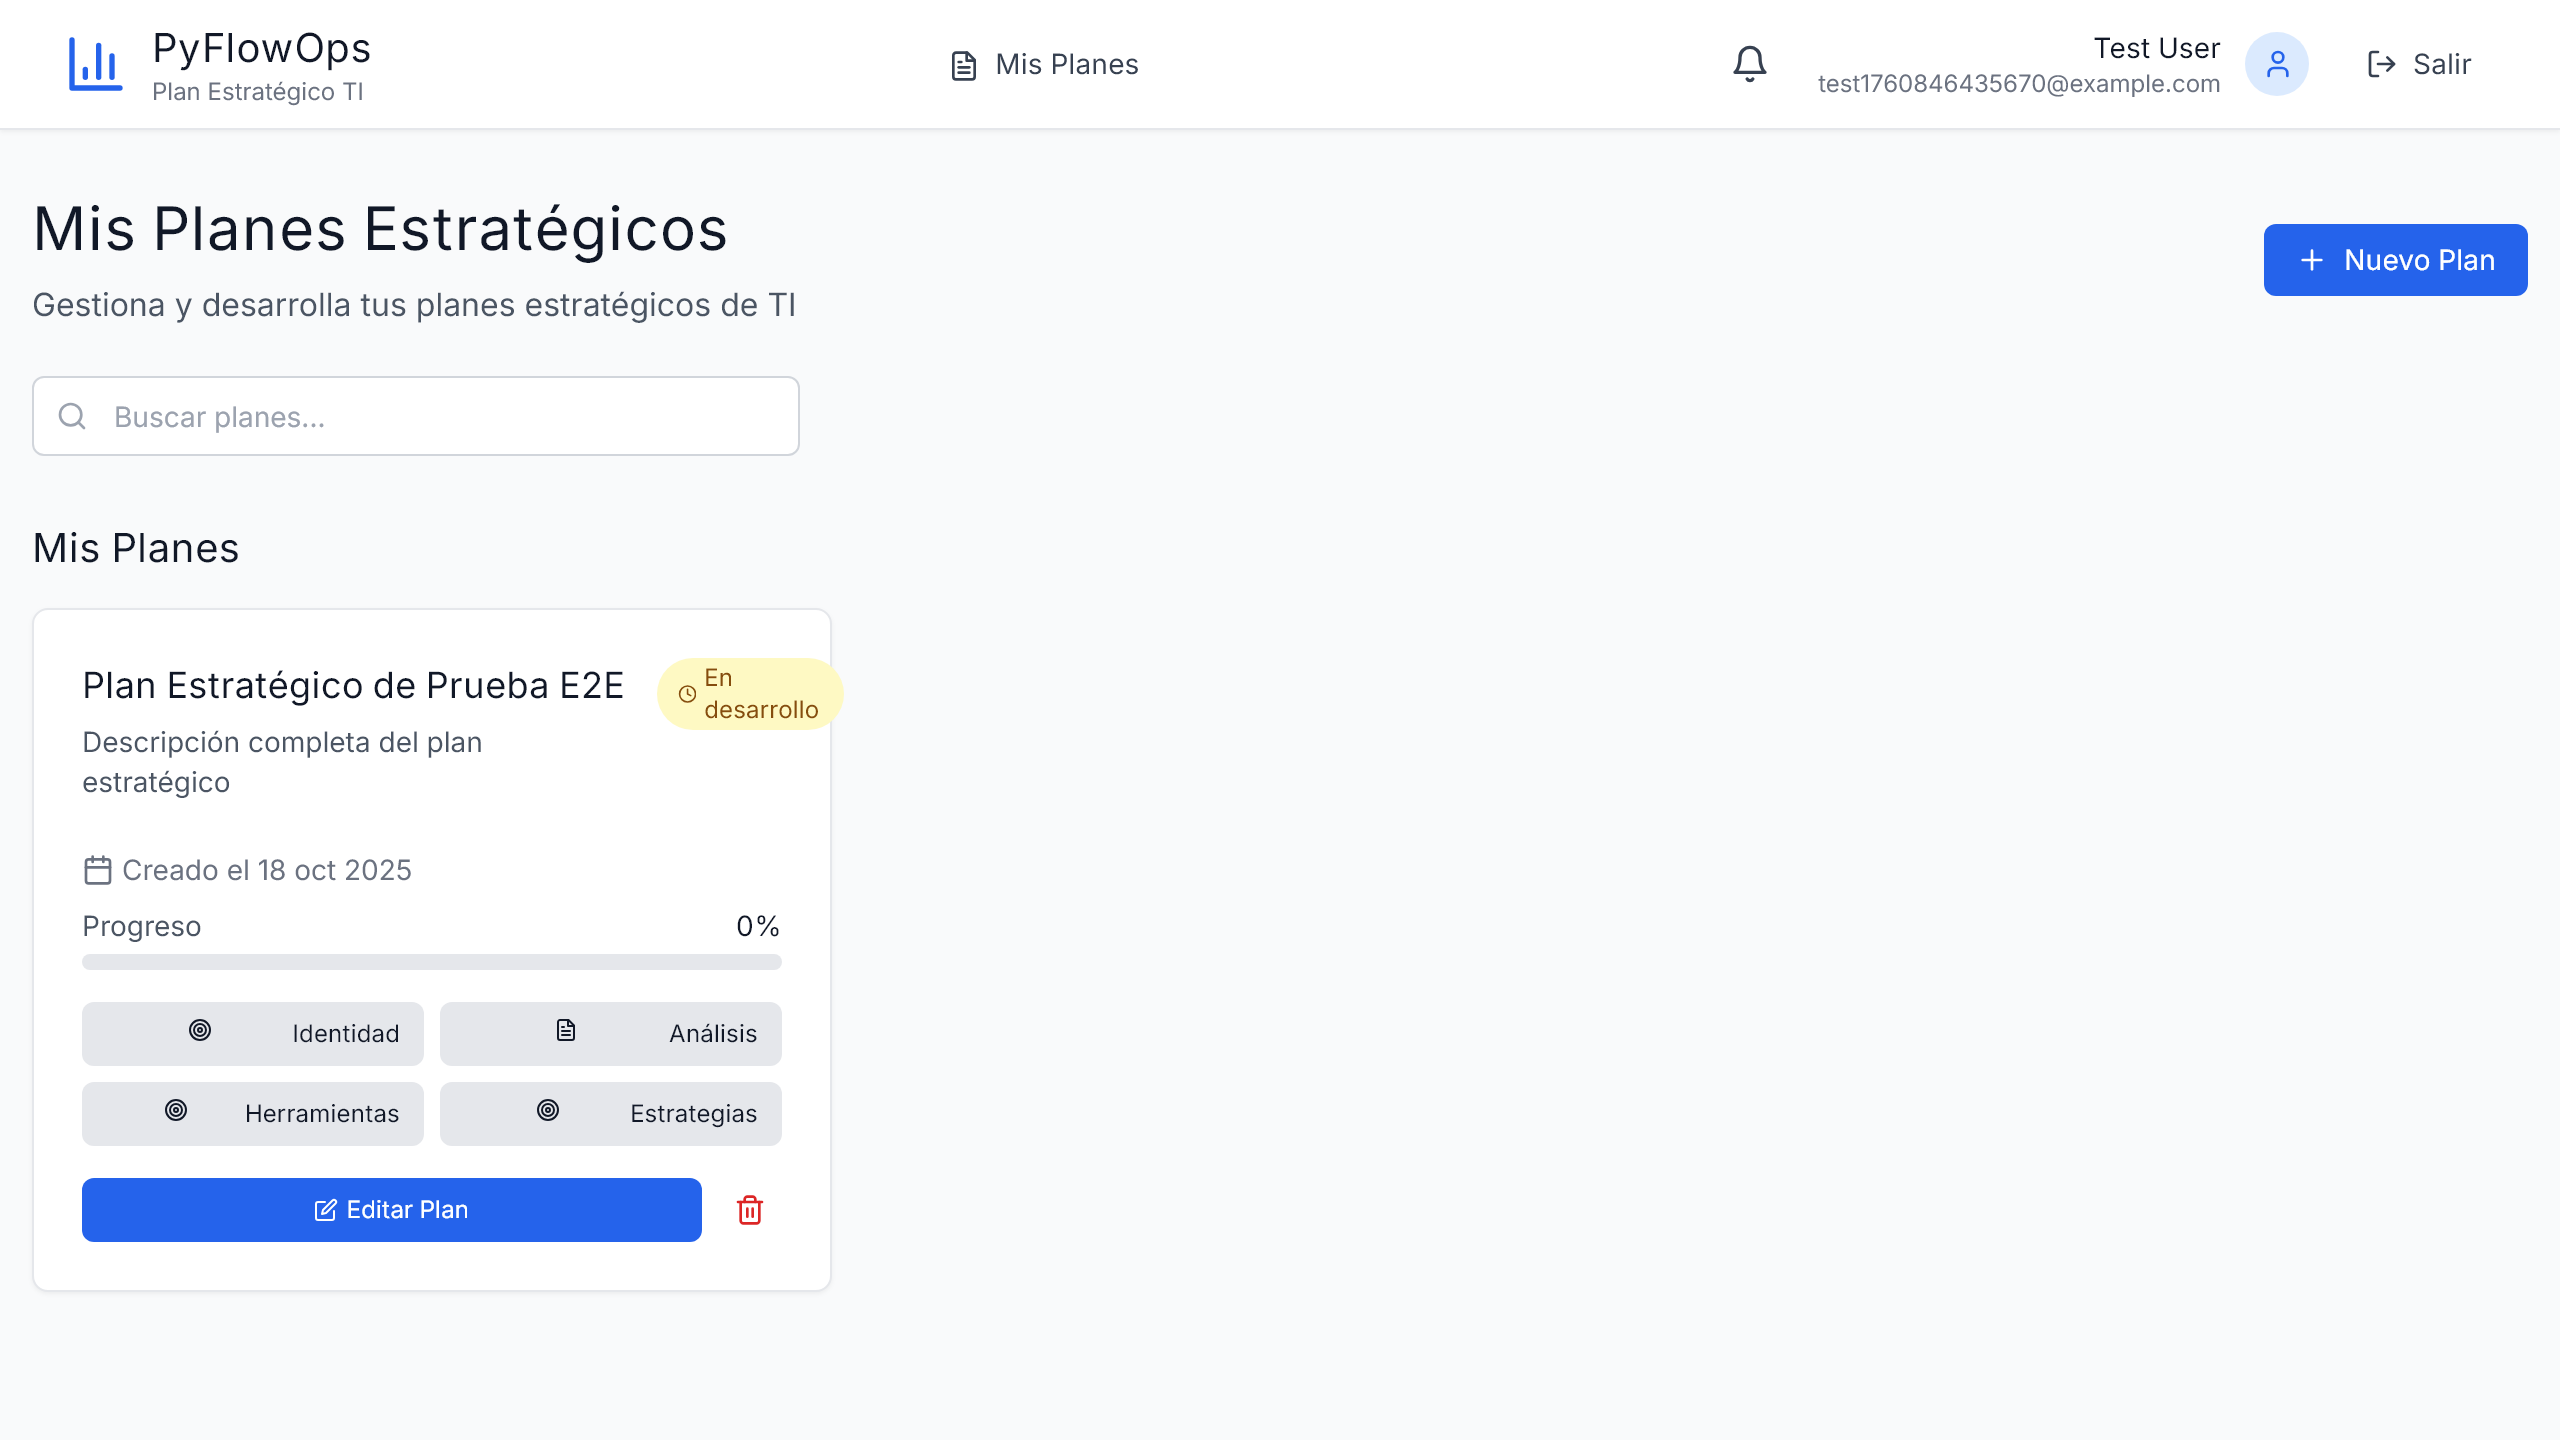 PyFlowOps
Plan Estratégico TI
Mis Planes
Test User
test1760846435670@example.com
Salir
Mis Planes Estratégicos
Gestiona y desarrolla tus planes estratégicos de TI
Nuevo Plan
Buscar planes...
Mis Planes
Plan Estratégico de Prueba E2E
En
desarrollo
Descripción completa del plan
estratégico
Creado el 18 oct 2025
Progreso 0%
Identidad
Análisis
Herramientas
Estrategias
Editar Plan